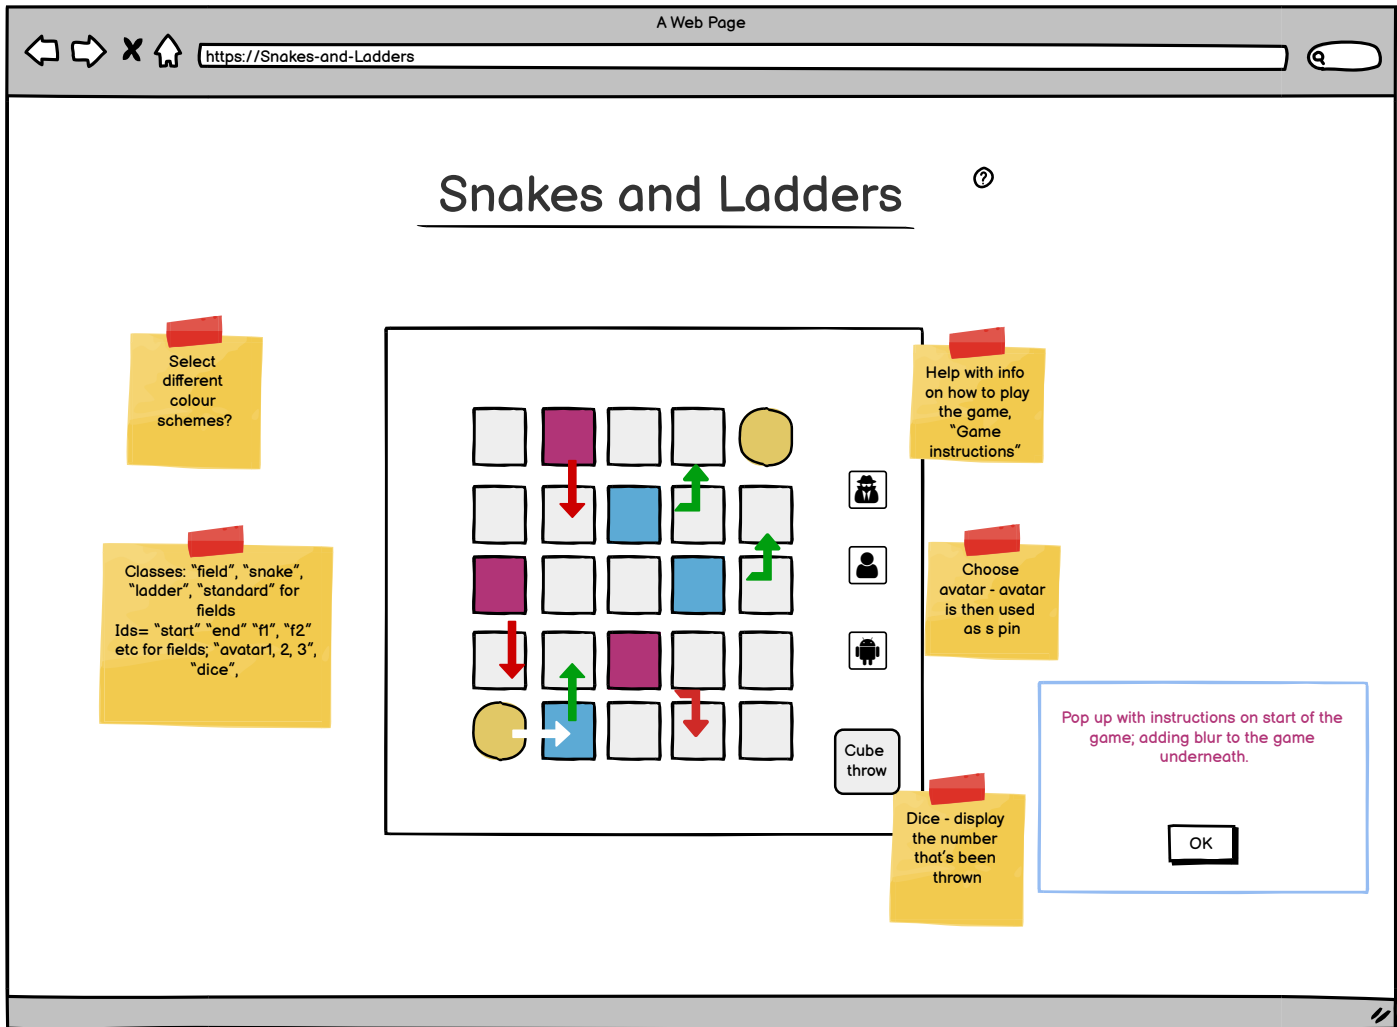 A Web Page
https://Snakes-and-Ladders
Snakes and Ladders
?
Select
different
colour
schemes?
Classes: "field", "snake",
"ladder", "standard" for
fields
Ids= "start" "end" "f1", "f2"
etc for fields; "avatar1, 2, 3",
"dice",
Help with info
on how to play
the game,
"Game
instructions"
Choose
avatar - avatar
is then used
as s pin
Cube
throw
Dice - display
the number
that's been
thrown
Pop up with instructions on start of the
game; adding blur to the game
underneath.
OK